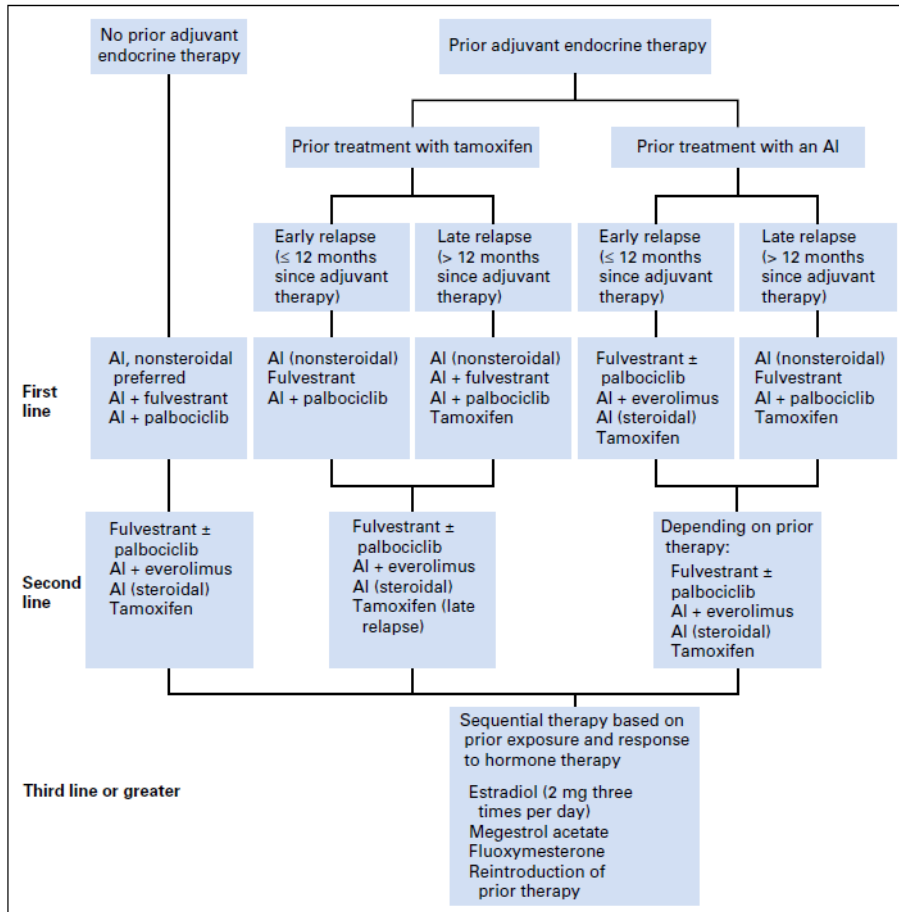 No prior adjuvant
endocrine therapy
Prior adjuvant endocrine therapy
Prior treatment with tamoxifen
Prior treatment with an AI
Early relapse
(≤ 12 months
since adjuvant
therapy)
Late relapse
(> 12 months
since adjuvant
therapy)
Early relapse
(≤ 12 months
since adjuvant
therapy)
Late relapse
(> 12 months
since adjuvant
therapy)
First
line
AI, nonsteroidal
preferred
AI + fulvestrant
AI + palbociclib
AI (nonsteroidal)
Fulvestrant
AI + palbociclib
AI (nonsteroidal)
AI + fulvestrant
AI + palbociclib
Tamoxifen
Fulvestrant ±
palbociclib
AI + everolimus
AI (steroidal)
Tamoxifen
AI (nonsteroidal)
Fulvestrant
AI + palbociclib
Tamoxifen
Second
line
Fulvestrant ±
palbociclib
AI + everolimus
AI (steroidal)
Tamoxifen
Fulvestrant ±
palbociclib
AI + everolimus
AI (steroidal)
Tamoxifen (late
relapse)
Depending on prior
therapy:
Fulvestrant ±
palbociclib
AI + everolimus
AI (steroidal)
Tamoxifen
Third line or greater
Sequential therapy based on
prior exposure and response
to hormone therapy
Estradiol (2 mg three
times per day)
Megestrol acetate
Fluoxymesterone
Reintroduction of
prior therapy